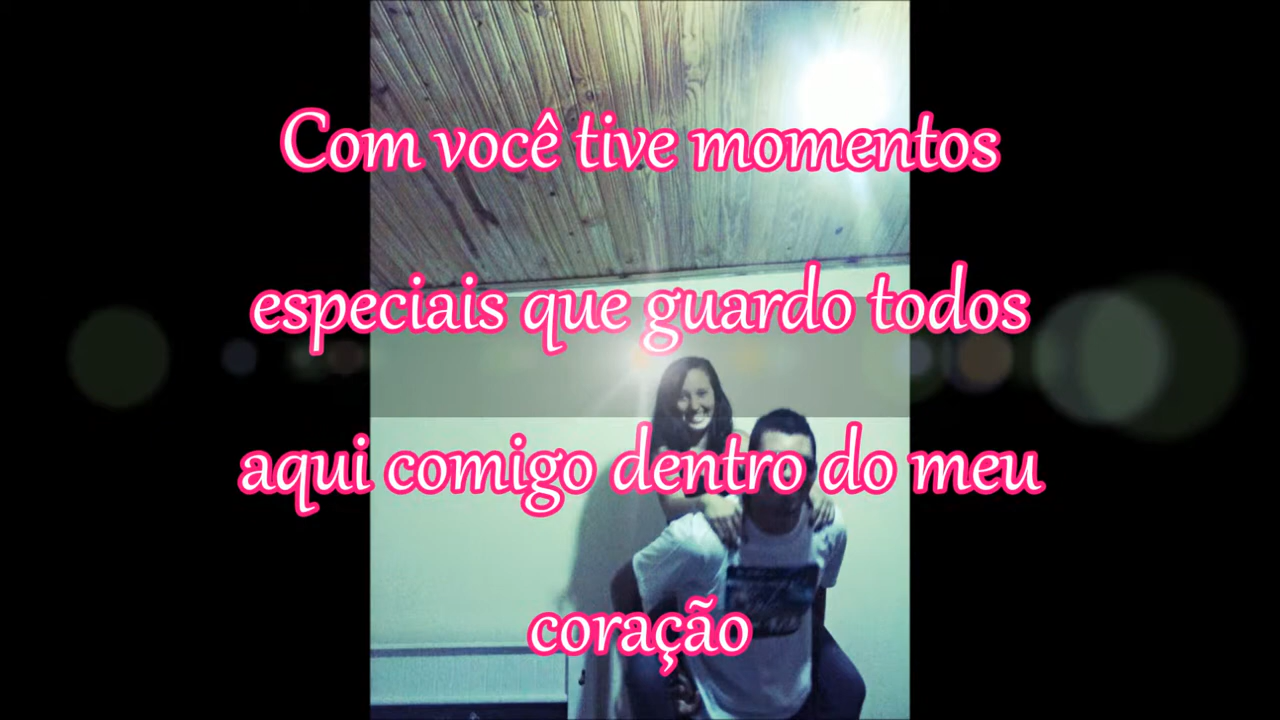 Com você tive momentos
especiais que guardo todos
aqui comigo dentro do meu
coração